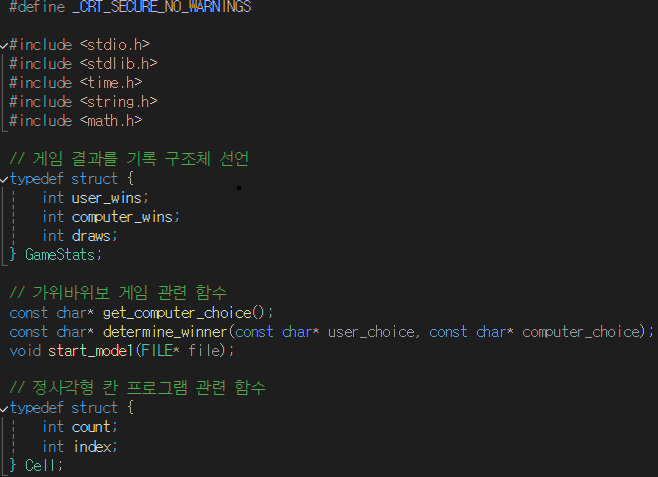 #define _CRT_SECURE_NO_WARNINGS
#include <stdio.h>
#include <stdlib.h>
#include <time.h>
#include <string.h>
#include <math.h>
// 게임 결과를 기록 구조체 선언
typedef struct {
int user_wins;
int computer_wins;
int draws;
} GameStats;
// 가위바위보 게임 관련 함수
const char* get_computer_choice();
const char* determine_winner(const char* user_choice, const char* computer_choice);
void start_mode1(FILE* file);
// 정사각형 칸 프로그램 관련 함수
typedef struct {
int count;
int index;
} Cell;